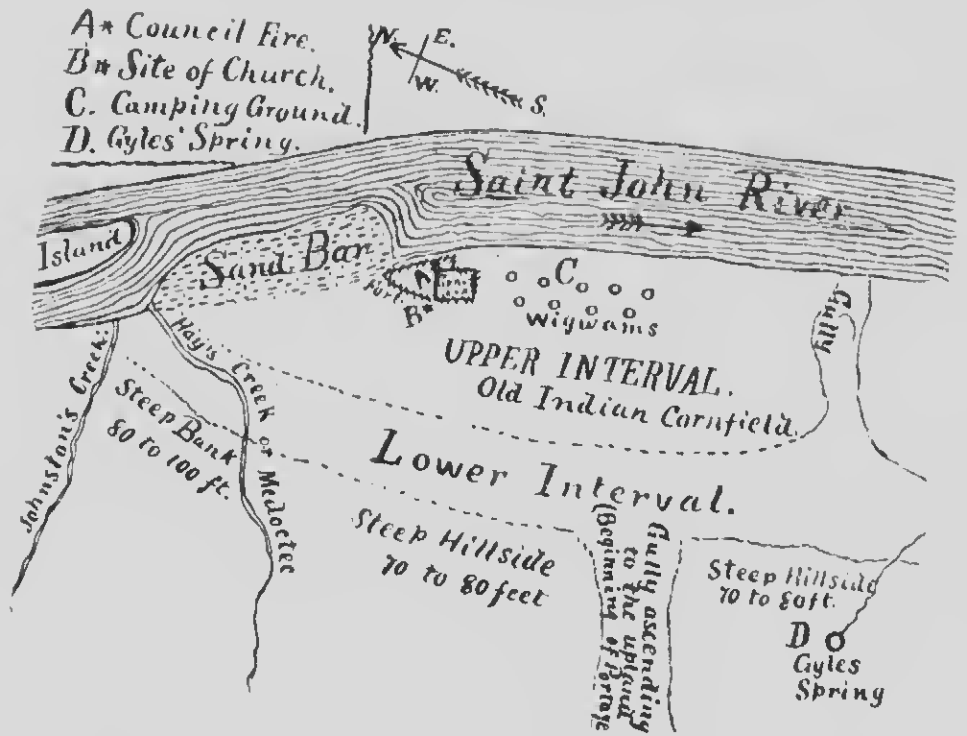 A* Council Fire.
B* Site of Church.
C. Camping Ground.
D. Gyles' Spring.
N. E.
W. S.
Saint John River
Island
Sand Bar
Fort
A
B*
C
Wigwams
Gully
UPPER INTERVAL.
Old Indian Cornfield.
Johnston's Creek.
Hay's Creek or Medoctec
Steep Bank
80 to 100 ft.
Lower Interval.
Steep Hillside
70 to 80 feet
Gully ascending
to the upland
(Beginning of Portage
Steep Hillside
70 to 80 ft.
D
Gyles
Spring